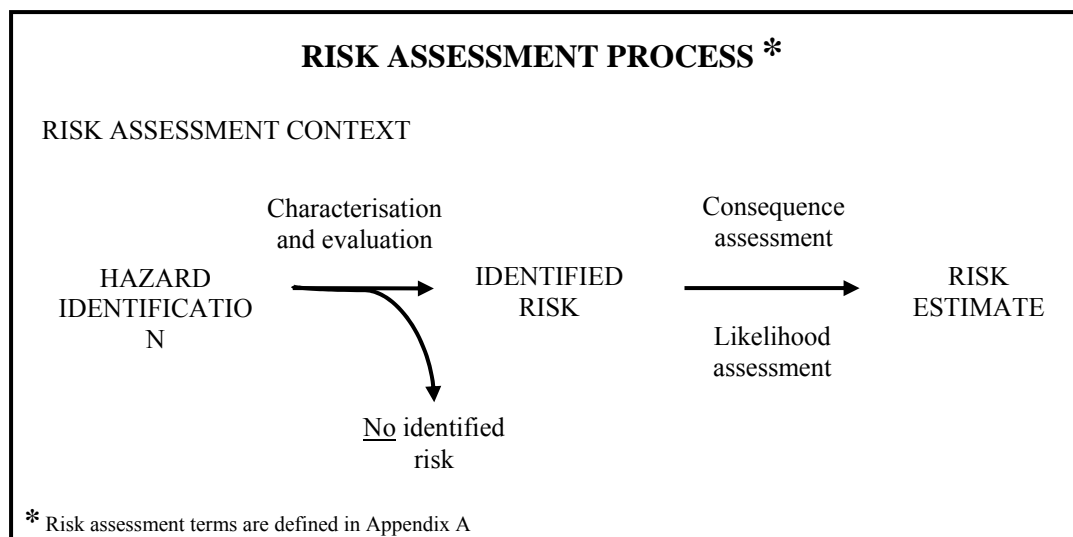 RISK ASSESSMENT PROCESS *
RISK ASSESSMENT CONTEXT
Characterisation
and evaluation
Consequence
assessment
HAZARD
IDENTIFICATIO
N
IDENTIFIED
RISK
RISK
ESTIMATE
Likelihood
assessment
No identified
risk
* Risk assessment terms are defined in Appendix A